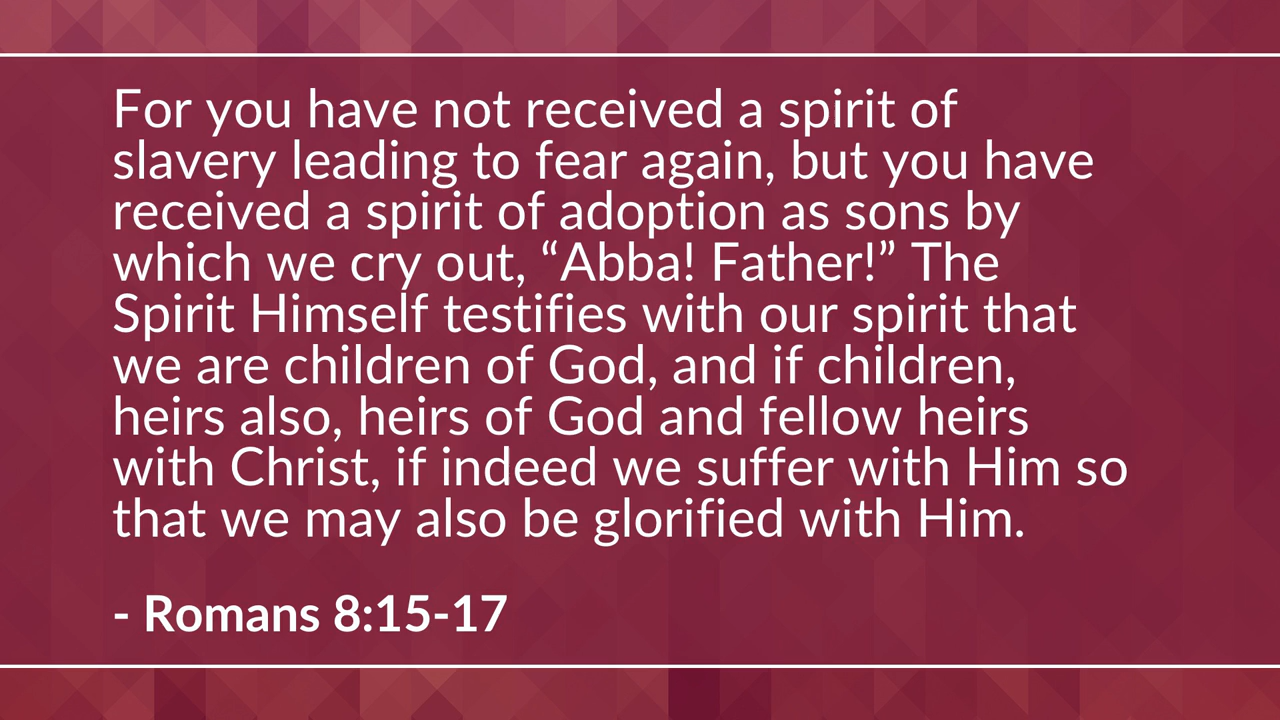 For you have not received a spirit of
slavery leading to fear again, but you have
received a spirit of adoption as sons by
which we cry out, “Abba! Father!” The
Spirit Himself testifies with our spirit that
we are children of God, and if children,
heirs also, heirs of God and fellow heirs
with Christ, if indeed we suffer with Him so
that we may also be glorified with Him.
- Romans 8:15-17